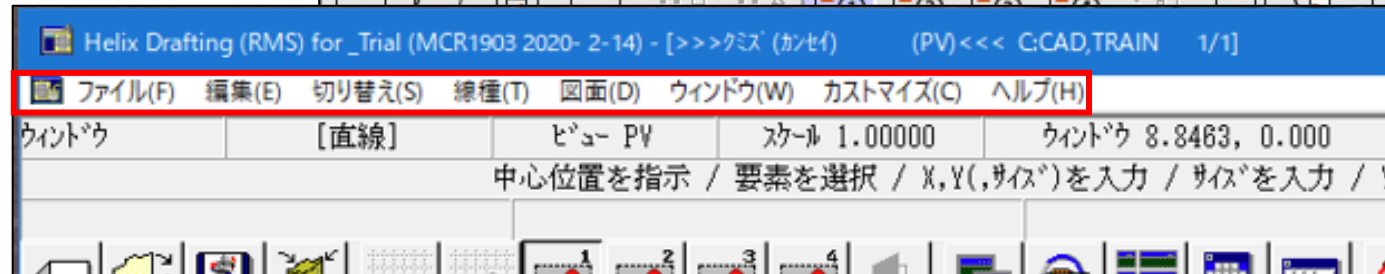 Helix Drafting (RMS) for _Trial (MCR1903 2020- 2-14) - [>>>ｸﾐｽﾞ (ｶﾝｾｲ) (PV)<<< C:CAD,TRAIN 1/1]
ファイル(F) 編集(E) 切り替え(S) 線種(T) 図面(D) ウィンドウ(W) カストマイズ(C) ヘルプ(H)
ｳｨﾝﾄﾞｳ [直線] ﾋﾞｭｰ PV ｽｹｰﾙ 1.00000 ｳｨﾝﾄﾞｳ 8.8463, 0.000
中心位置を指示 / 要素を選択 / X,Y(,ｻｲｽﾞ)を入力 / ｻｲｽﾞを入力 /
1 2 3 4